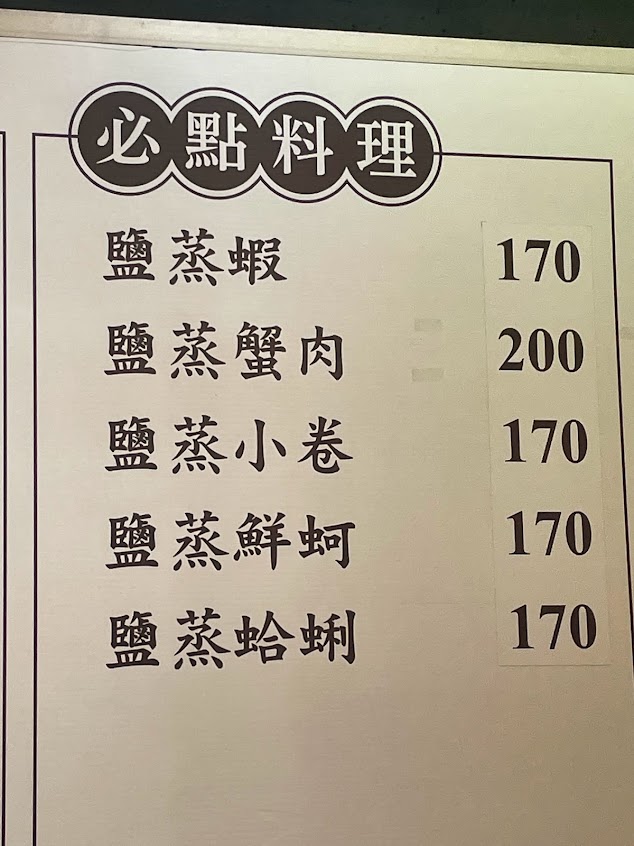 必點料理
鹽蒸蝦 170
鹽蒸蟹肉 200
鹽蒸小卷 170
鹽蒸鮮蚵 170
鹽蒸蛤蜊 170